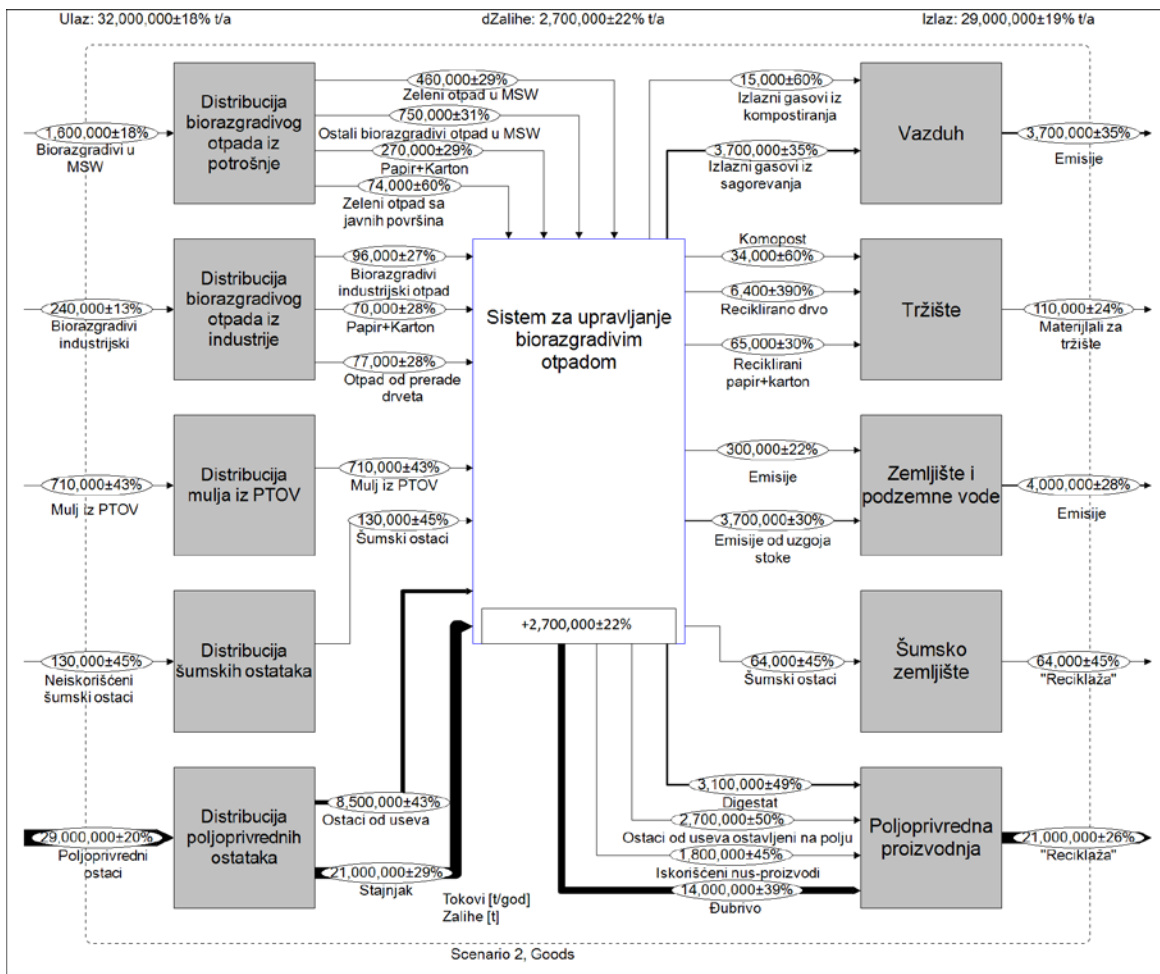 Ulaz: 32,000,000±18% t/a
dZalihe: 2,700,000±22% t/a
Izlaz: 29,000,000±19% t/a
1,600,000±18%
Biorazgradivi u
MSW
Distribucija
biorazgradivog
otpada iz
potrošnje
460,000±29%
Zeleni otpad u MSW
750,000±31%
Ostali biorazgradivi otpad u MSW
270,000±29%
Papir+Karton
74,000±60%
Zeleni otpad sa
javnih površina
15,000±60%
Izlazni gasovi iz
kompostiranja
3,700,000±35%
Izlazni gasovi iz
sagorevanja
Vazduh
3,700,000±35%
Emisije
240,000±13%
Biorazgradivi
industrijski
Distribucija
biorazgradivog
otpada iz
industrije
96,000±27%
Biorazgradivi
industrijski otpad
70,000±28%
Papir+Karton
77,000±28%
Otpad od prerade
drveta
Sistem za upravljanje
biorazgradivim
otpadom
Komopost
34,000±60%
6,400±390%
Reciklirano drvo
65,000±30%
Reciklirani
papir+karton
Tržište
110,000±24%
Materijlali za
tržište
710,000±43%
Mulj iz PTOV
Distribucija
mulja iz PTOV
710,000±43%
Mulj iz PTOV
300,000±22%
Emisije
3,700,000±30%
Emisije od uzgoja
stoke
Zemljište i
podzemne vode
4,000,000±28%
Emisije
130,000±45%
Neiskorišćeni
šumski ostaci
Distribucija
šumskih ostataka
130,000±45%
Šumski ostaci
+2,700,000±22%
64,000±45%
Šumski ostaci
Šumsko
zemljište
64,000±45%
"Reciklaža"
29,000,000±20%
Poljoprivredni
ostaci
Distribucija
poljoprivrednih
ostataka
8,500,000±43%
Ostaci od useva
21,000,000±29%
Stajnjak
3,100,000±49%
Digestat
2,700,000±50%
Ostaci od useva ostavljeni na polju
1,800,000±45%
Iskorišćeni nus-proizvodi
14,000,000±39%
Đubrivo
Poljoprivredna
proizvodnja
21,000,000±26%
"Reciklaža"
Tokovi [t/god]
Zalihe [t]
Scenario 2, Goods